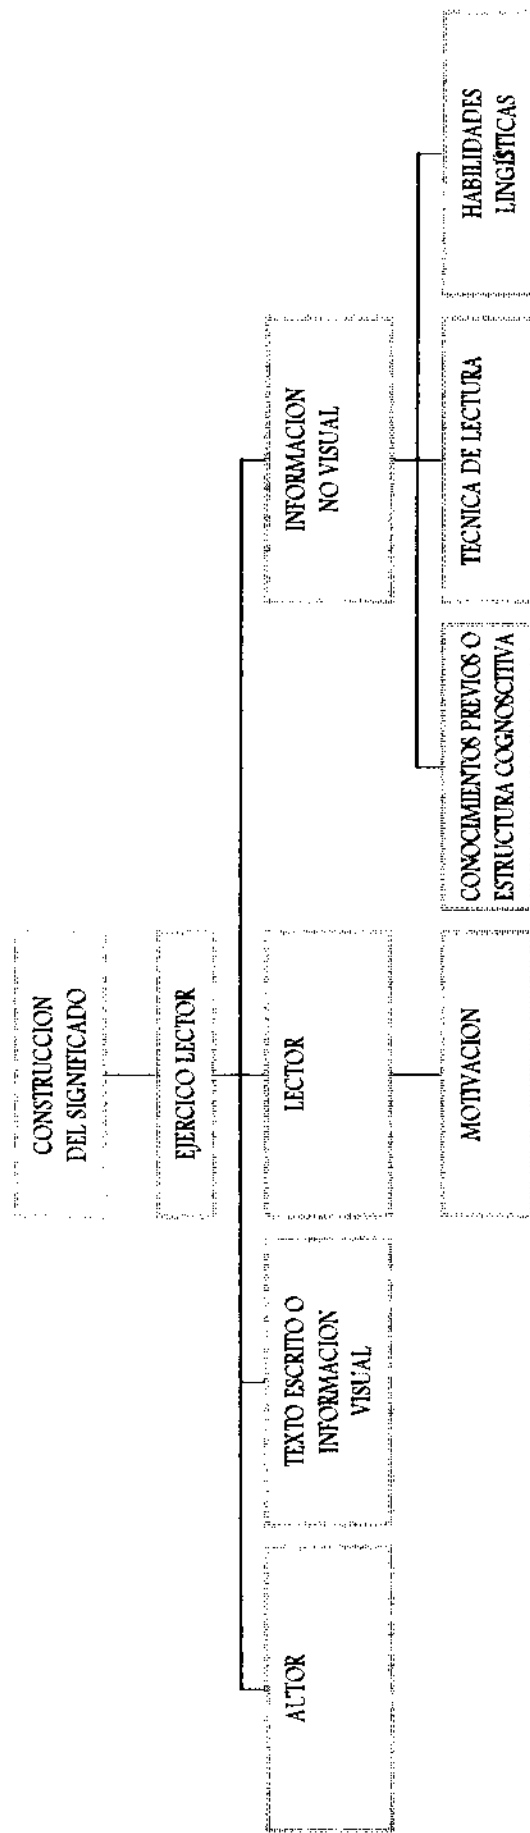 CONSTRUCCION
DEL SIGNIFICADO
EJERCICO LECTOR
AUTOR
TEXTO ESCRITO O
INFORMACION
VISUAL
LECTOR
INFORMACION
NO VISUAL
MOTIVACION
CONOCIMIENTOS PREVIOS O
ESTRUCTURA COGNOSCITIVA
TECNICA DE LECTURA
HABILIDADES
LINGÍSTICAS